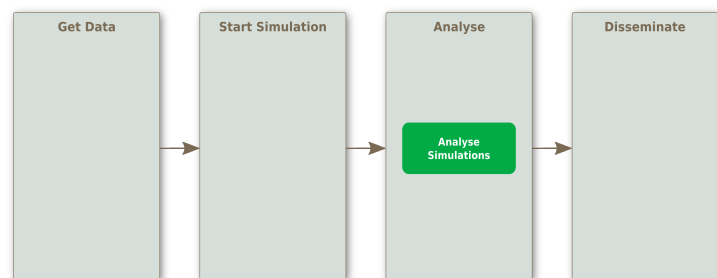 Get Data
Start Simulation
Analyse
Disseminate
Analyse
Simulations